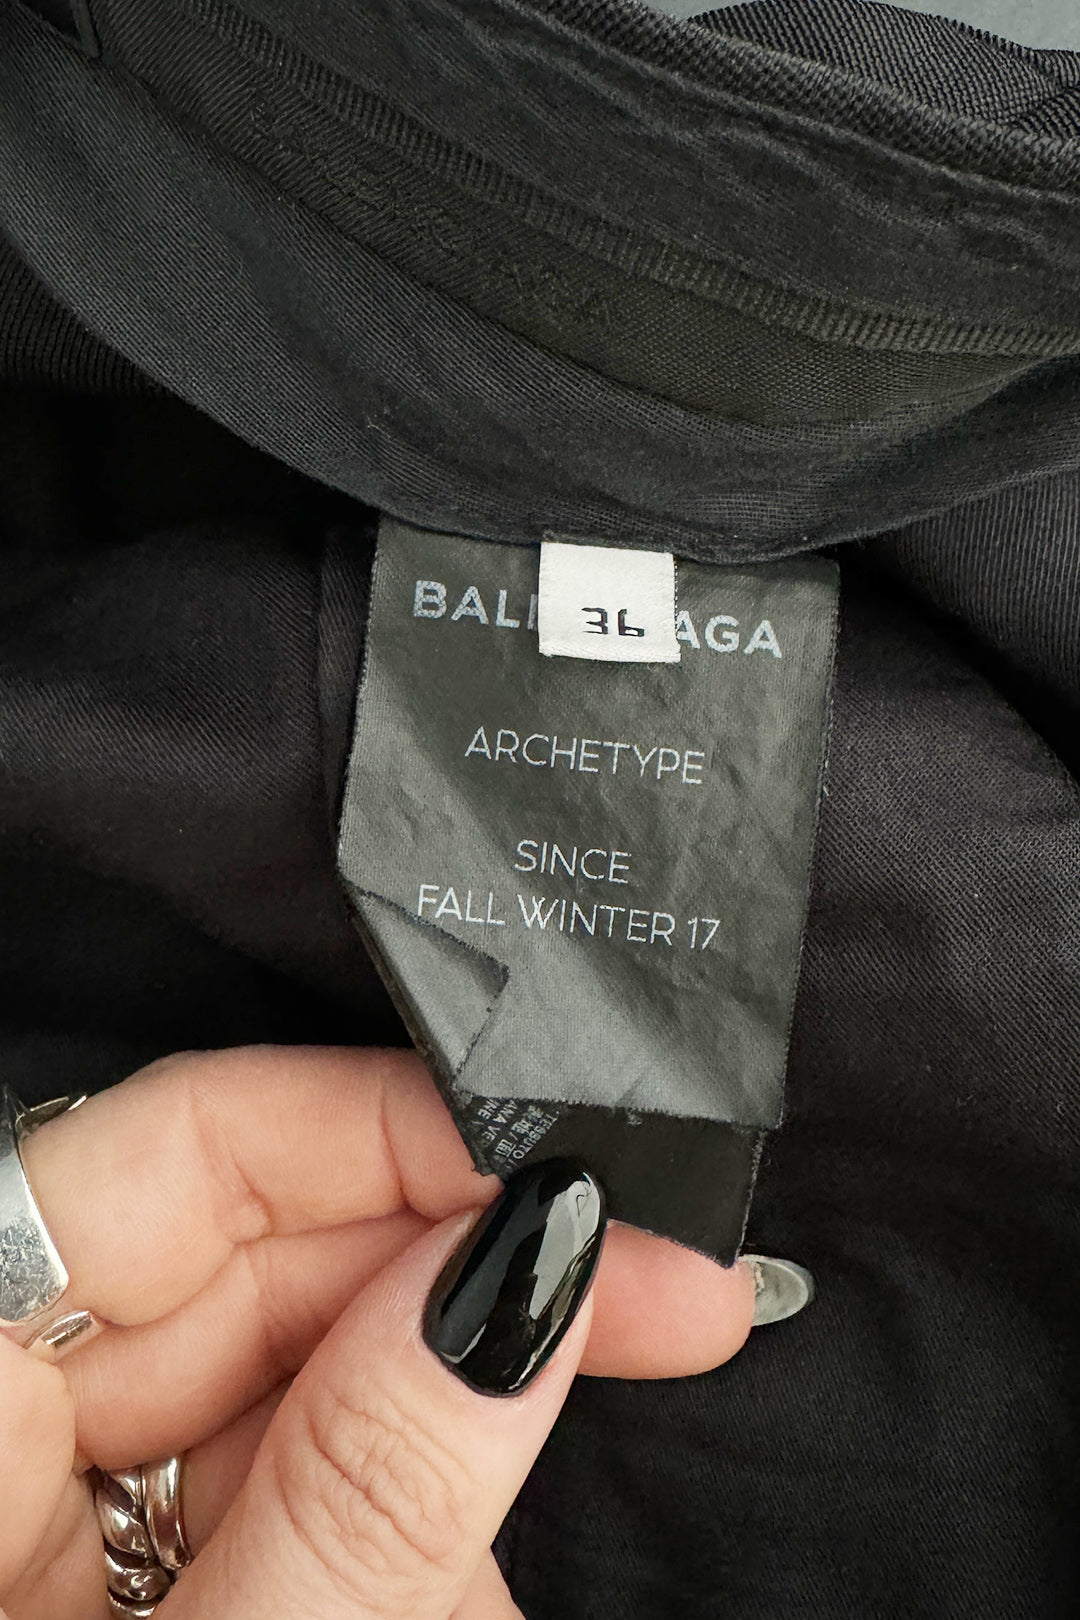 BAL AGA
36
ARCHETYPE
SINCE
FALL WINTER 17